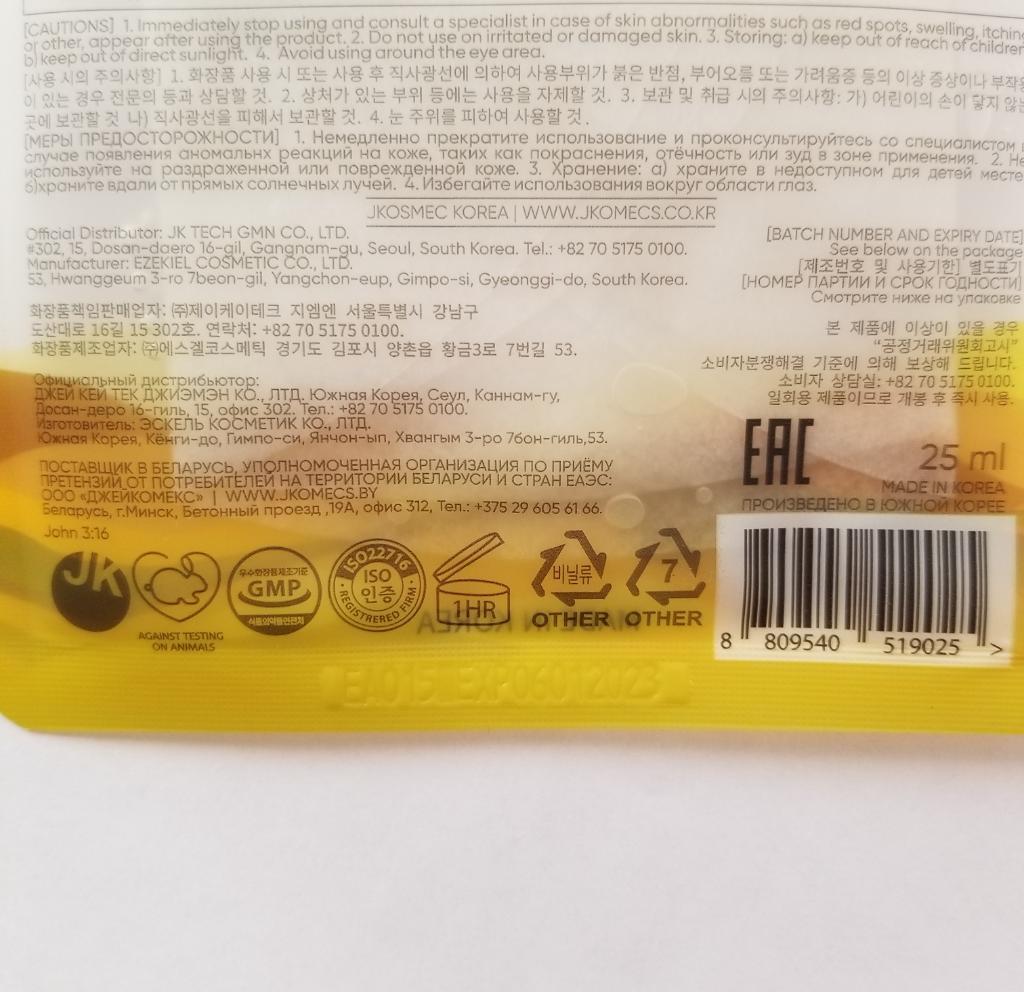 [CAUTIONS] 1. Immediately stop using and consult a specialist in case of skin abnormalities such as red spots, swelling, itching
or other, appear after using the product. 2. Do not use on irritated or damaged skin. 3. Storing: a) keep out of reach of children
b) keep out of direct sunlight. 4. Avoid using around the eye area.
[사용 시의 주의사항] 1. 화장품 사용 시 또는 사용 후 직사광선에 의하여 사용부위가 붉은 반점, 부어오름 또는 가려움증 등의 이상 증상이나 부작용
이 있는 경우 전문의 등과 상담할 것. 2. 상처가 있는 부위 등에는 사용을 자제할 것. 3. 보관 및 취급 시의 주의사항: 가) 어린이의 손이 닿지 않는
곳에 보관할 것 나) 직사광선을 피해서 보관할 것. 4. 눈 주위를 피하여 사용할 것.
[МЕРЫ ПРЕДОСТОРОЖНОСТИ] 1. Немедленно прекратите использование и проконсультируйтесь со специалистом в
случае появления аномальнх реакций на коже, таких как покраснения, отёчность или зуд в зоне применения. 2. Не
используйте на раздраженной или поврежденной коже. 3. Хранение: а) храните в недоступном для детей месте
б)храните вдали от прямых солнечных лучей. 4. Избегайте использования вокруг области глаз.
JKOSMEC KOREA | WWW.JKOMECS.CO.KR
Official Distributor: JK TECH GMN CO., LTD.
#302, 15, Dosan-daero 16-gil, Gangnam-gu, Seoul, South Korea. Tel.: +82 70 5175 0100.
Manufacturer: EZEKIEL COSMETIC CO., LTD.
53, Hwanggeum 3-ro 7beon-gil, Yangchon-eup, Gimpo-si, Gyeonggi-do, South Korea.
[BATCH NUMBER AND EXPIRY DATE]
See below on the package
[제조번호 및 사용기한] 별도표기
[НОМЕР ПАРТИИ И СРОК ГОДНОСТИ]
Смотрите ниже на упаковке
화장품책임판매업자: ㈜제이케이테크 지엠엔 서울특별시 강남구
도산대로 16길 15 302호. 연락처: +82 70 5175 0100.
화장품제조업자: ㈜에스겔코스메틱 경기도 김포시 양촌읍 황금3로 7번길 53.
본 제품에 이상이 있을 경우
“공정거래위원회고시”
소비자분쟁해결 기준에 의해 보상해 드립니다.
소비자 상담실: +82 70 5175 0100.
일회용 제품이므로 개봉 후 즉시 사용.
Официальный дистрибьютор:
ДЖЕЙ КЕЙ ТЕК ДЖИЭМЭН КО., ЛТД. Южная Корея, Сеул, Каннам-гу,
Досан-деро 16-гиль, 15, офис 302. Тел.: +82 70 5175 0100.
Изготовитель: ЭСКЕЛЬ КОСМЕТИК КО., ЛТД.
Южная Корея, Кёнги-до, Гимпо-си, Янчон-ып, Хвангым 3-ро 7бон-гиль,53.
ПОСТАВЩИК В БЕЛАРУСЬ, УПОЛНОМОЧЕННАЯ ОРГАНИЗАЦИЯ ПО ПРИЁМУ
ПРЕТЕНЗИЙ ОТ ПОТРЕБИТЕЛЕЙ НА ТЕРРИТОРИИ БЕЛАРУСИ И СТРАН ЕАЭС:
ООО «ДЖЕЙКОМЕКС» | WWW.JKOMECS.BY
Беларусь, г.Минск, Бетонный проезд ,19А, офис 312, Тел.: +375 29 605 61 66.
EAC
25 ml
MADE IN KOREA
ПРОИЗВЕДЕНО В ЮЖНОЙ КОРЕЕ
John 3:16
JK
AGAINST TESTING
ON ANIMALS
우수화장품제조기준
GMP
식품의약품안전처
ISO22716
ISO
인증
REGISTRERED FIRM
1HR
비닐류
OTHER
7
OTHER
8 809540 519025 >
MADE IN KOREA
EA015 EXP06012023